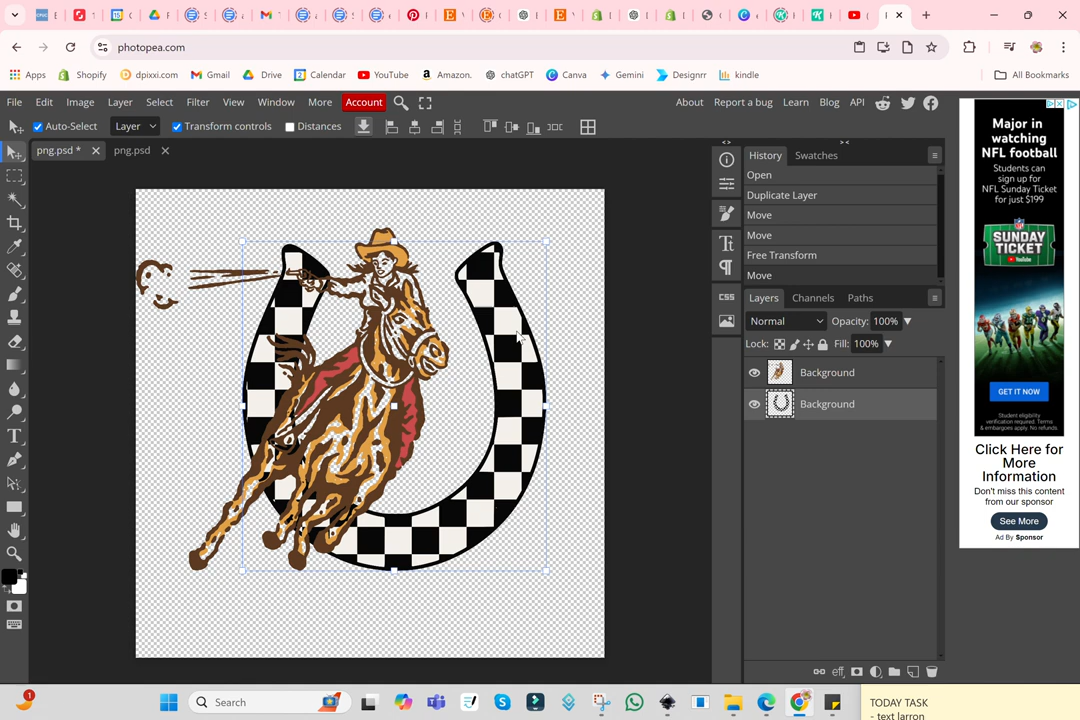 photopea.com
Apps Shopify dpixxi.com Gmail Drive Calendar YouTube Amazon. chatGPT Canva Gemini Designrr kindle All Bookmarks
File Edit Image Layer Select Filter View Window More Account About Report a bug Learn Blog API
Auto-Select Layer Transform controls Distances
png.psd * png.psd
History Swatches
Open
Duplicate Layer
Move
Move
Free Transform
Move
CSS
Layers Channels Paths
Normal Opacity: 100%
Lock: Fill: 100%
Background
Background
eff
Major in
watching
NFL football
Students can
sign up for
NFL Sunday Ticket
for just $199
SUNDAY
TICKET
YouTube
GET IT NOW
Click Here for
More
Information
Don't miss this content
from our sponsor
See More
Ad By Sponsor
1
Search
TODAY TASK
- text larron